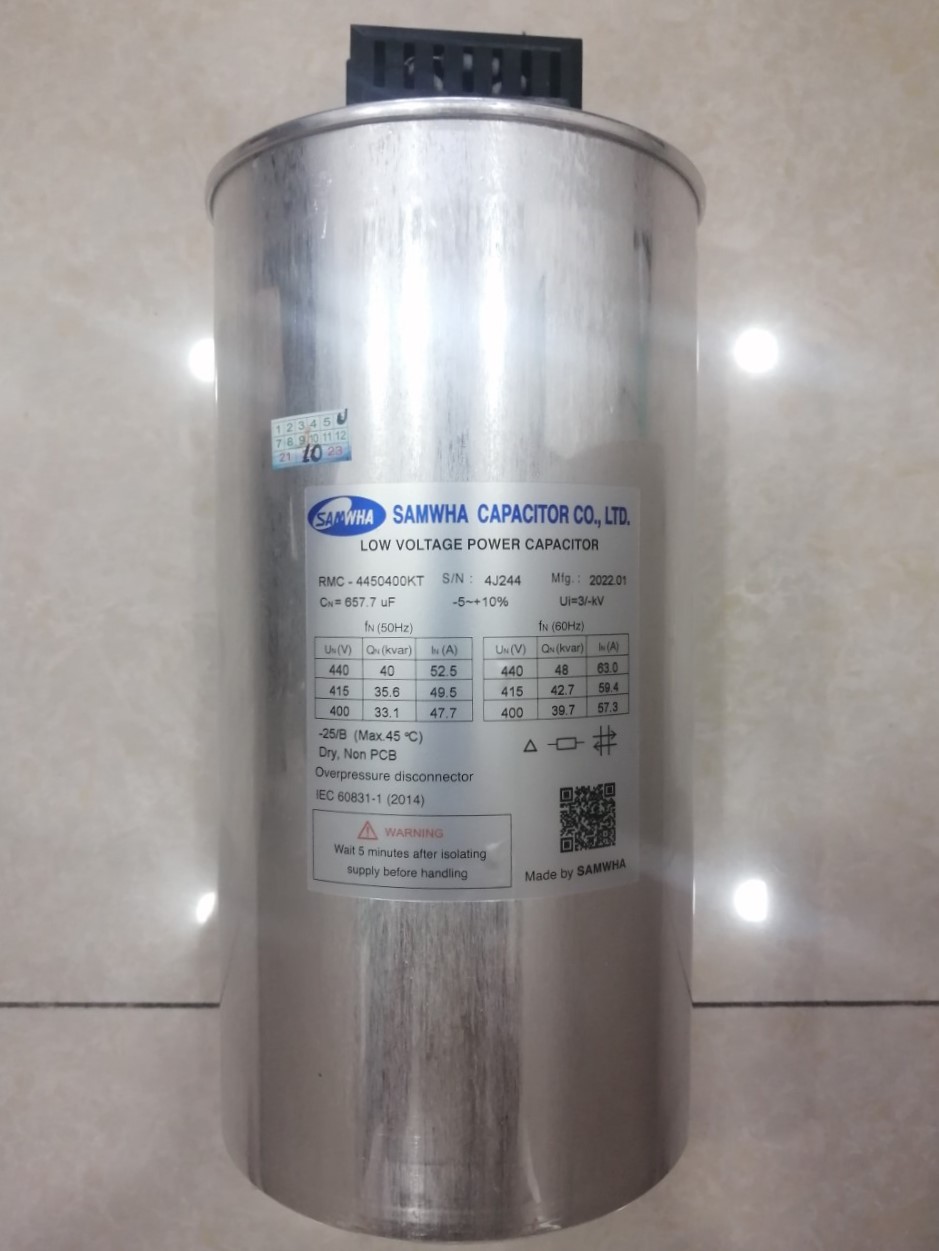 1 2 3 4 5
7 8 9 10 11 12
21 10 23
SAMWHA SAMWHA CAPACITOR CO., LTD.
LOW VOLTAGE POWER CAPACITOR
RMC - 4450400KT S/N : 4J244 Mfg. : 2022.01
CN= 657.7 uF -5~+10% Ui=3/-kV
fN (50Hz) fN (60Hz)
UN (V) QN (kvar) IN (A) UN (V) QN (kvar) IN (A)
440 40 52.5 440 48 63.0
415 35.6 49.5 415 42.7 59.4
400 33.1 47.7 400 39.7 57.3
-25/B (Max.45 ℃)
Dry, Non PCB
Overpressure disconnector
IEC 60831-1 (2014)
WARNING
Wait 5 minutes after isolating
supply before handling
Made by SAMWHA